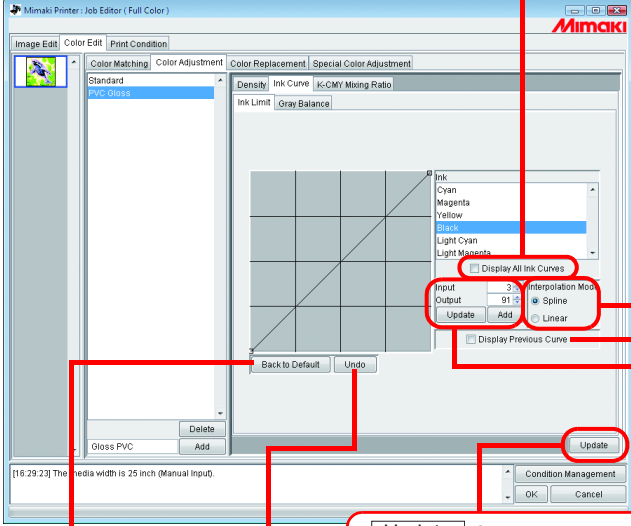 Mimaki Printer : Job Editor ( Full Color )
Mimaki
Image Edit Color Edit Print Condition
Color Matching Color Adjustment Color Replacement Special Color Adjustment
Standard
PVC Gloss
Density Ink Curve K-CMY Mixing Ratio
Ink Limit Gray Balance
Ink
Cyan
Magenta
Yellow
Black
Light Cyan
Light Magenta
Display All Ink Curves
Input 3 Interpolation Mode
Output 91 Spline
Update Add Linear
Display Previous Curve
Back to Default Undo
Delete
Gloss PVC Add
Update
[16:29:23] The media width is 25 inch (Manual Input).
Condition Management
OK Cancel